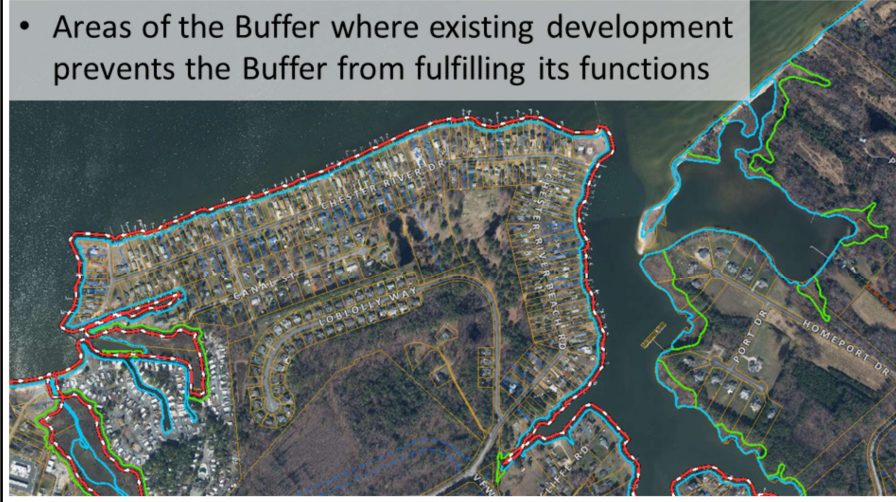 • Areas of the Buffer where existing development
prevents the Buffer from fulfilling its functions
CHESTER RIVER DR
CHESTER RIVER BEACH RD
CANAL ST
LOBLOLLY WAY
PORT DR
HOMEPORT DR